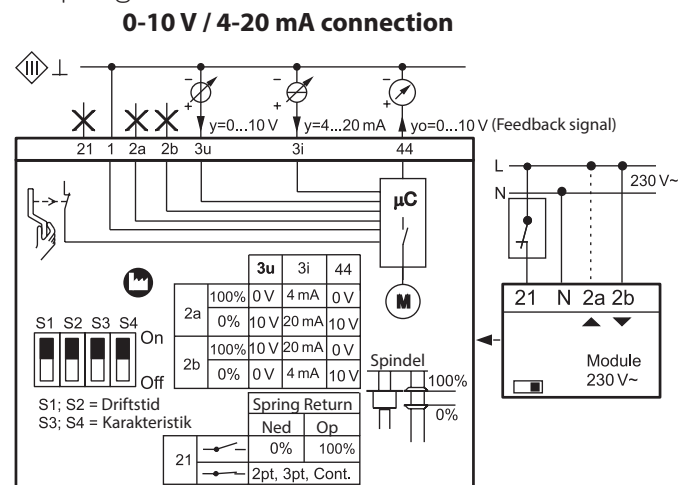 0-10 V / 4-20 mA connection
III
y=0...10 V
y=4...20 mA
yo=0...10 V (Feedback signal)
21 1 2a 2b 3u 3i 44
L
N
230 V~
µC
M
3u 3i 44
2a 100% 0 V 4 mA 0 V
0% 10 V 20 mA 10 V
2b 100% 10 V 20 mA 0 V
0% 0 V 4 mA 10 V
S1 S2 S3 S4
On
Off
S1; S2 = Driftstid
S3; S4 = Karakteristik
Spindel
100%
0%
Spring Return
Ned Op
21 0% 100%
2pt, 3pt, Cont.
21 N 2a 2b
Module
230 V~